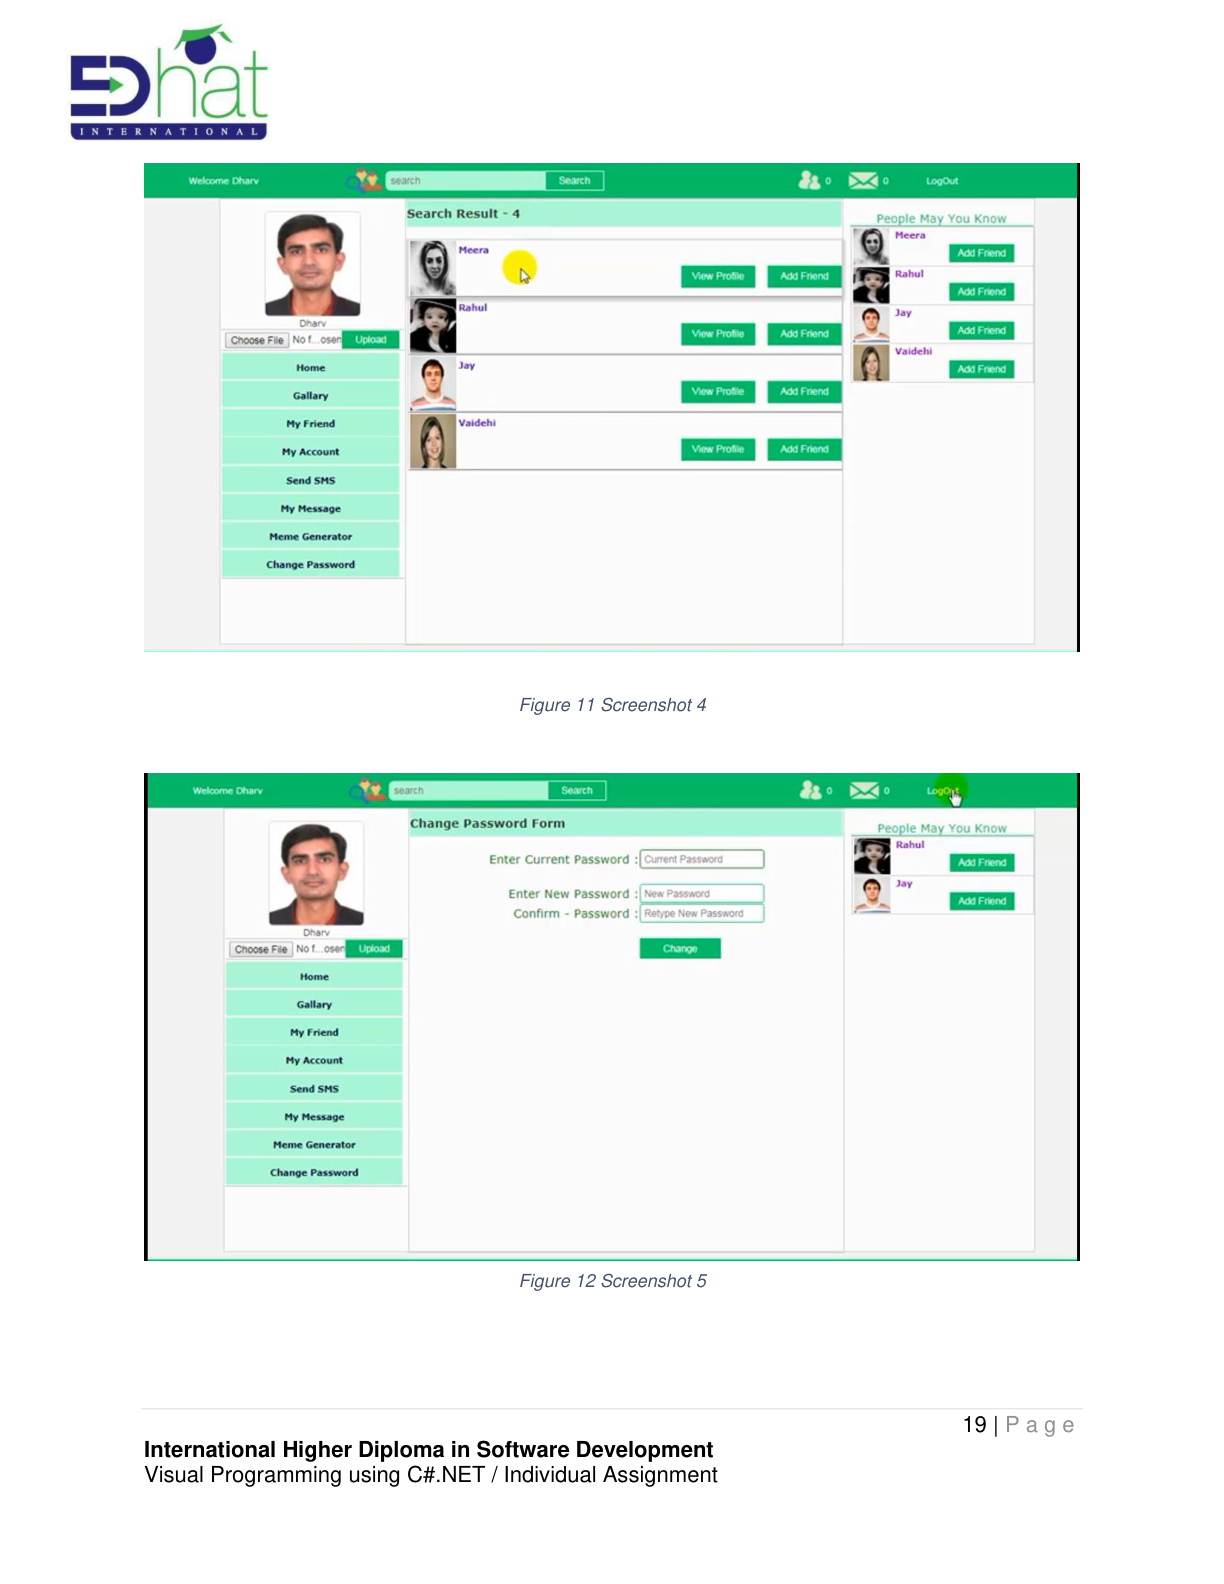 EDhat
INTERNATIONAL
Welcome Dharv
search
Search
0
0
LogOut
Dharv
Choose File No f...osen Upload
Home
Gallary
My Friend
My Account
Send SMS
My Message
Meme Generator
Change Password
Search Result - 4
Meera
View Profile Add Friend
Rahul
View Profile Add Friend
Jay
View Profile Add Friend
Vaidehi
View Profile Add Friend
People May You Know
Meera
Add Friend
Rahul
Add Friend
Jay
Add Friend
Vaidehi
Add Friend
Figure 11 Screenshot 4
Welcome Dharv
search
Search
0
0
LogOut
Dharv
Choose File No f...osen Upload
Home
Gallary
My Friend
My Account
Send SMS
My Message
Meme Generator
Change Password
Change Password Form
Enter Current Password : Current Password
Enter New Password : New Password
Confirm - Password : Retype New Password
Change
People May You Know
Rahul
Add Friend
Jay
Add Friend
Figure 12 Screenshot 5
19 | Page
International Higher Diploma in Software Development
Visual Programming using C#.NET / Individual Assignment